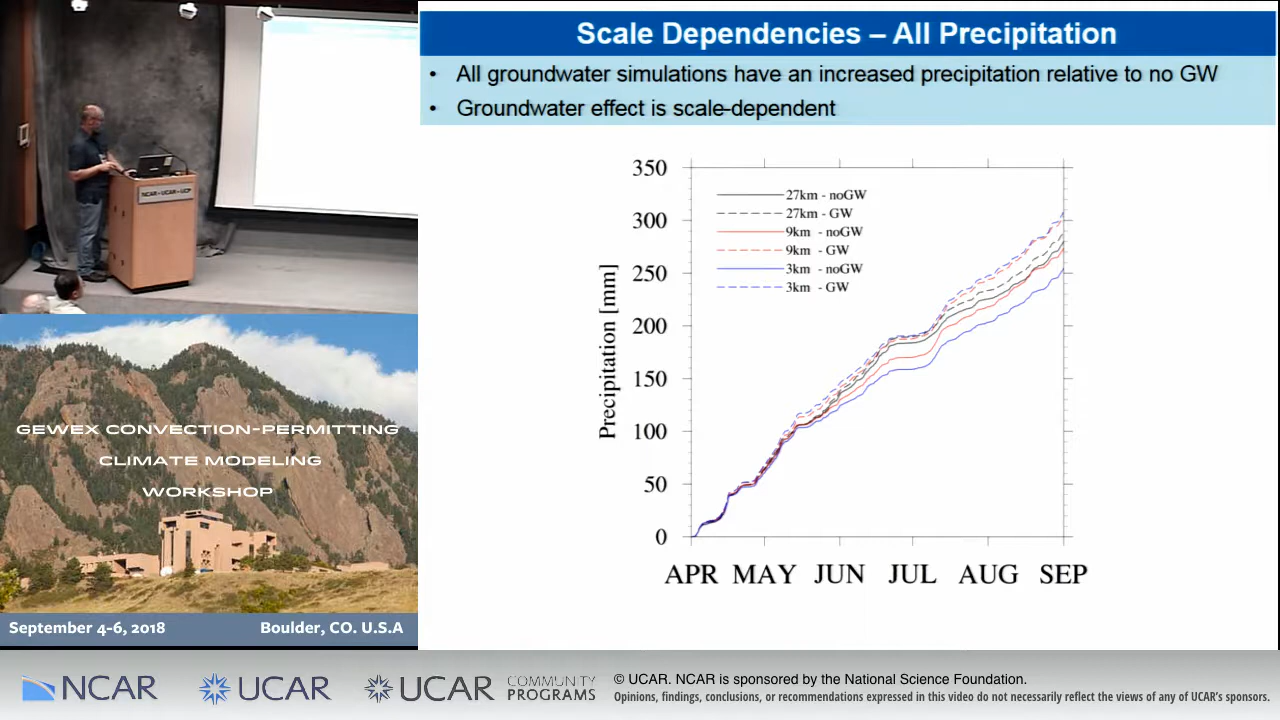 Scale Dependencies – All Precipitation
• All groundwater simulations have an increased precipitation relative to no GW
• Groundwater effect is scale-dependent
NCAR•UCAR•UCP
350
300
250
200
150
100
50
0
Precipitation [mm]
27km - noGW
27km - GW
9km - noGW
9km - GW
3km - noGW
3km - GW
APR MAY JUN JUL AUG SEP
GEWEX CONVECTION-PERMITTING
CLIMATE MODELING
WORKSHOP
September 4-6, 2018 Boulder, CO. U.S.A
NCAR
UCAR
UCAR
COMMUNITY
PROGRAMS
© UCAR. NCAR is sponsored by the National Science Foundation.
Opinions, findings, conclusions, or recommendations expressed in this video do not necessarily reflect the views of any of UCAR's sponsors.